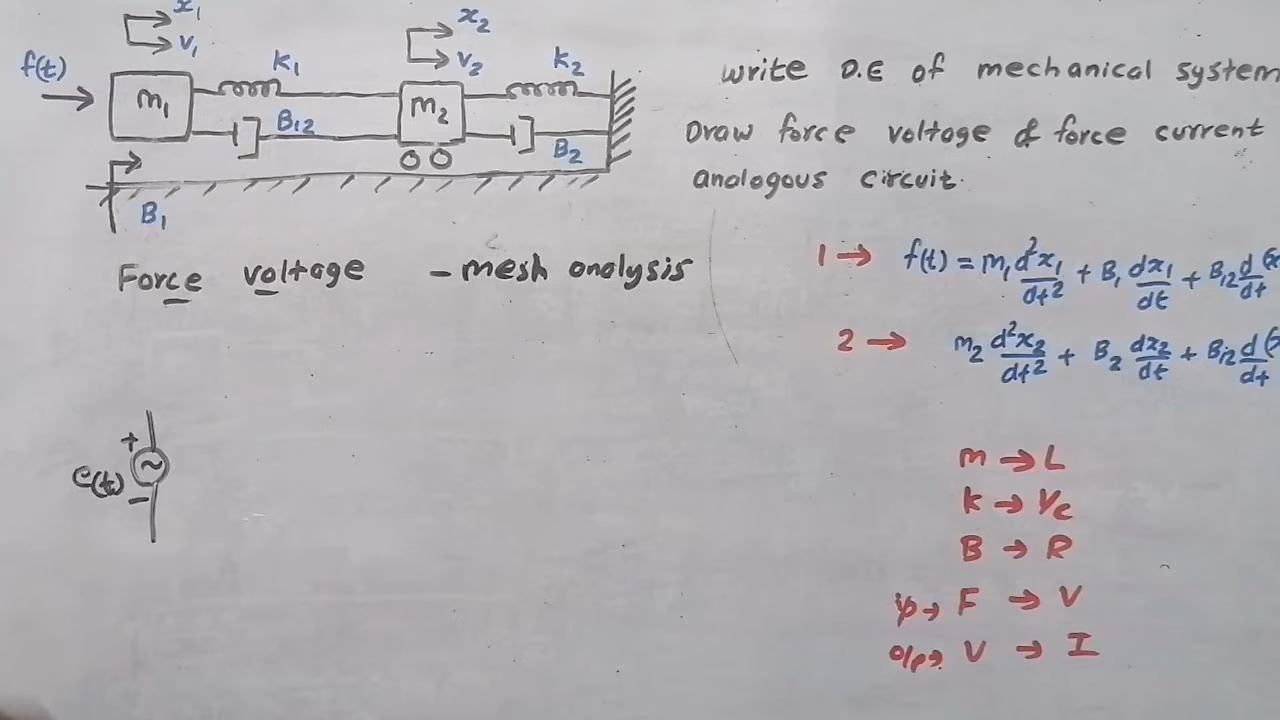 x₁
v₁
x₂
v₂
f(t)
m₁
K₁
B₁₂
m₂
K₂
B₂
B₁
write D.E of mechanical system
Draw force voltage & force current
analogous circuit.
Force voltage - mesh analysis
1 → f(t) = m₁ d²x₁/dt² + B₁ dx₁/dt + B₁₂ d/dt (x
2 → m₂ d²x₂/dt² + B₂ dx₂/dt + B₁₂ d/dt (
+
e(t) ~
-
m → L
K → 1/c
B → R
i/p → F → V
o/p → V → I